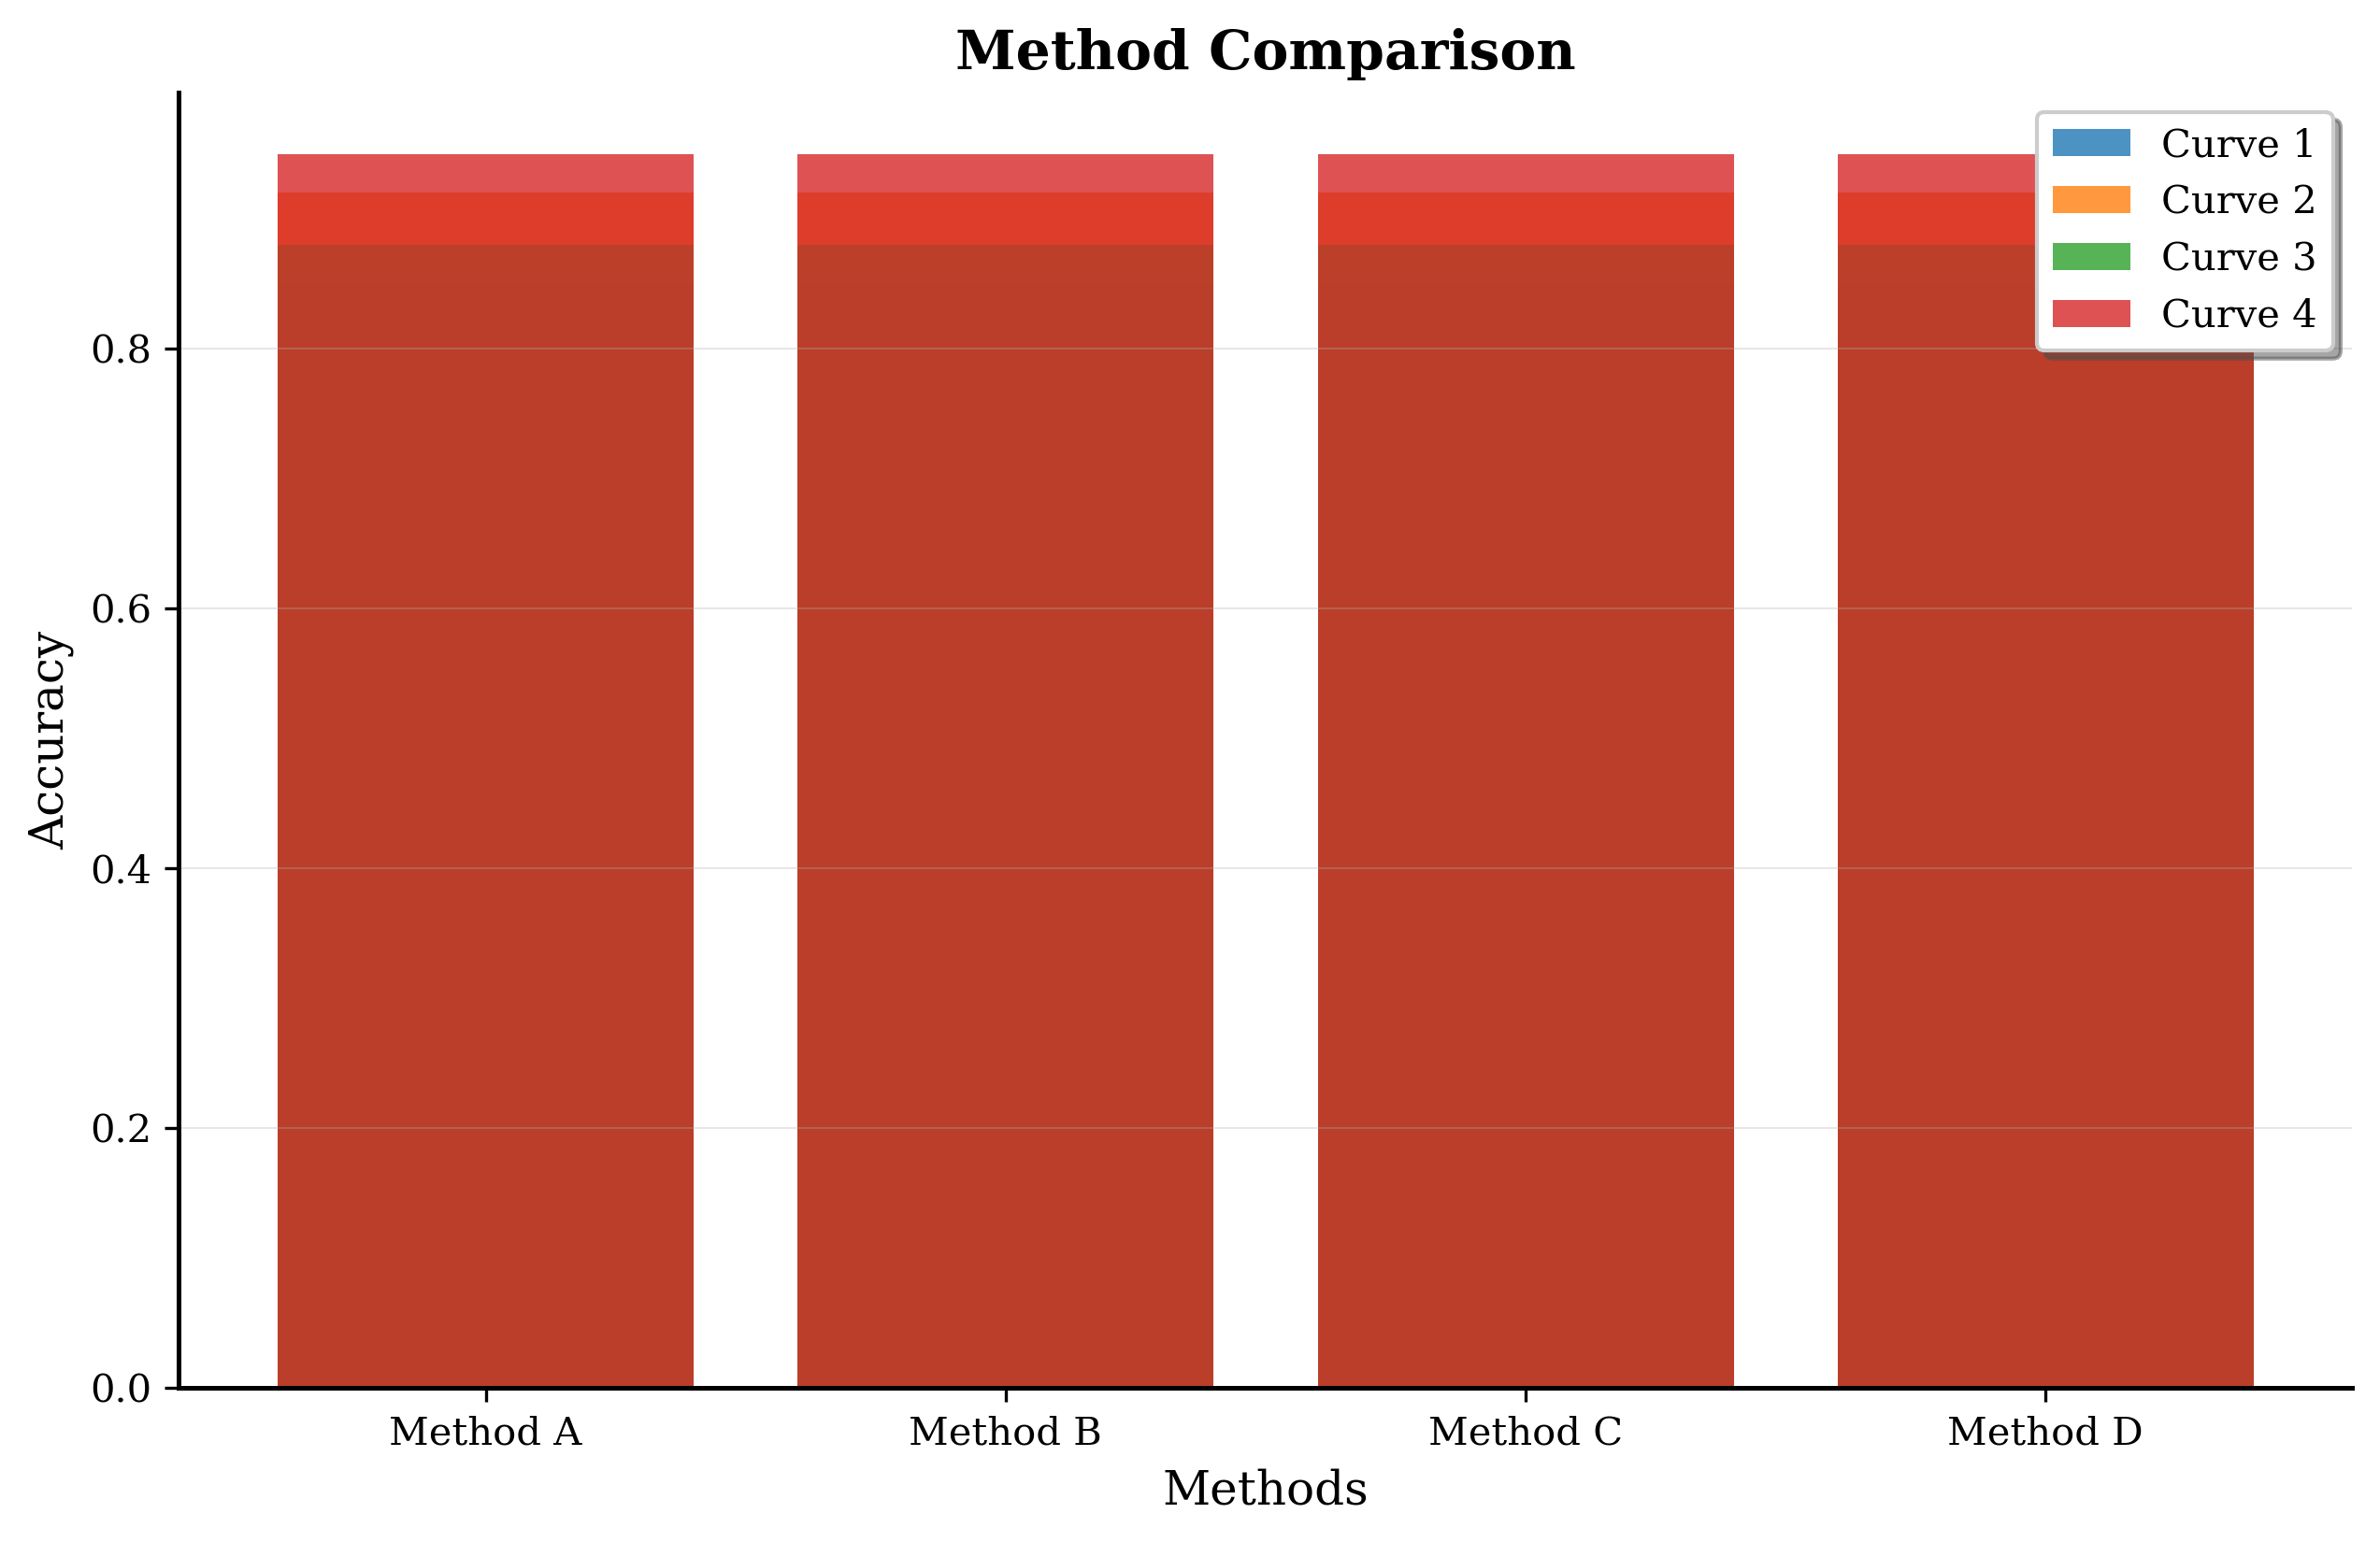 Method Comparison
Curve 1
Curve 2
Curve 3
Curve 4
0.8
0.6
0.4
0.2
0.0
Accuracy
Method A
Method B
Method C
Method D
Methods